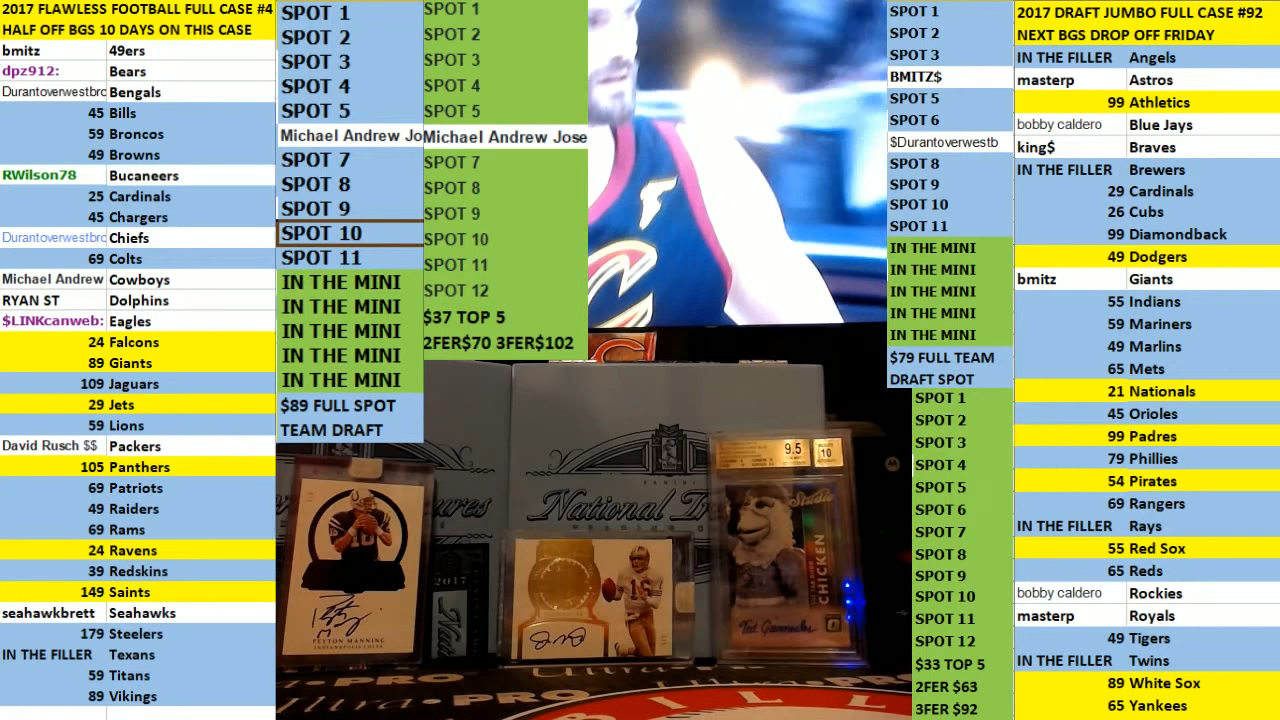 2017 FLAWLESS FOOTBALL FULL CASE #4
HALF OFF BGS 10 DAYS ON THIS CASE
bmitz 49ers
dpz912: Bears
Durantoverwestbro Bengals
45 Bills
59 Broncos
49 Browns
RWilson78 Bucaneers
25 Cardinals
45 Chargers
Durantoverwestbro Chiefs
69 Colts
Michael Andrew Cowboys
RYAN ST Dolphins
$LINKcanweb: Eagles
24 Falcons
89 Giants
109 Jaguars
29 Jets
59 Lions
David Rusch $$ Packers
105 Panthers
69 Patriots
49 Raiders
69 Rams
24 Ravens
39 Redskins
149 Saints
seahawkbrett Seahawks
179 Steelers
IN THE FILLER Texans
59 Titans
89 Vikings
SPOT 1
SPOT 2
SPOT 3
SPOT 4
SPOT 5
Michael Andrew Jo
SPOT 7
SPOT 8
SPOT 9
SPOT 10
SPOT 11
IN THE MINI
IN THE MINI
IN THE MINI
IN THE MINI
IN THE MINI
$89 FULL SPOT
TEAM DRAFT
SPOT 1
SPOT 2
SPOT 3
SPOT 4
SPOT 5
Michael Andrew Jose
SPOT 7
SPOT 8
SPOT 9
SPOT 10
SPOT 11
SPOT 12
$37 TOP 5
2FER$70 3FER$102
National
2017
PEYTON MANNING
INDIANAPOLIS COLTS
9.5
10
Studio
CHICKEN
PRO
Ultra
PRO
SPOT 1
SPOT 2
SPOT 3
BMITZ$
SPOT 5
SPOT 6
$Durantoverwestb
SPOT 8
SPOT 9
SPOT 10
SPOT 11
IN THE MINI
IN THE MINI
IN THE MINI
IN THE MINI
IN THE MINI
$79 FULL TEAM
DRAFT SPOT
SPOT 1
SPOT 2
SPOT 3
SPOT 4
SPOT 5
SPOT 6
SPOT 7
SPOT 8
SPOT 9
SPOT 10
SPOT 11
SPOT 12
$33 TOP 5
2FER $63
3FER $92
2017 DRAFT JUMBO FULL CASE #92
NEXT BGS DROP OFF FRIDAY
IN THE FILLER Angels
masterp Astros
99 Athletics
bobby caldero Blue Jays
king$ Braves
IN THE FILLER Brewers
29 Cardinals
26 Cubs
99 Diamondback
49 Dodgers
bmitz Giants
55 Indians
59 Mariners
49 Marlins
65 Mets
21 Nationals
45 Orioles
99 Padres
79 Phillies
54 Pirates
69 Rangers
IN THE FILLER Rays
55 Red Sox
65 Reds
bobby caldero Rockies
masterp Royals
49 Tigers
IN THE FILLER Twins
89 White Sox
65 Yankees